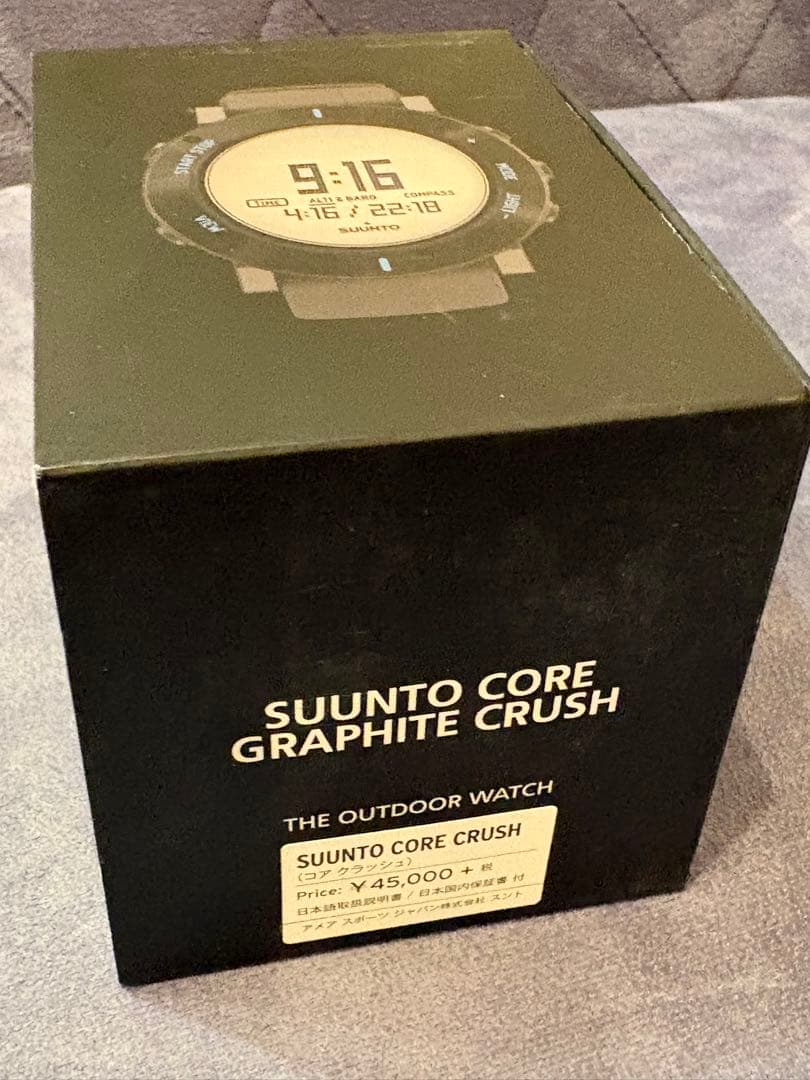 START STOP
MODE
9:16
TIME
ALTI & BARO
COMPASS
4:16 / 22:18
LIGHT
VIEW
SUUNTO
SUUNTO CORE
GRAPHITE CRUSH
THE OUTDOOR WATCH
SUUNTO CORE CRUSH
(コア クラッシュ)
Price: ￥45,000 + 税
日本語取扱説明書 / 日本国内保証書 付
アメア スポーツ ジャパン株式会社 スント